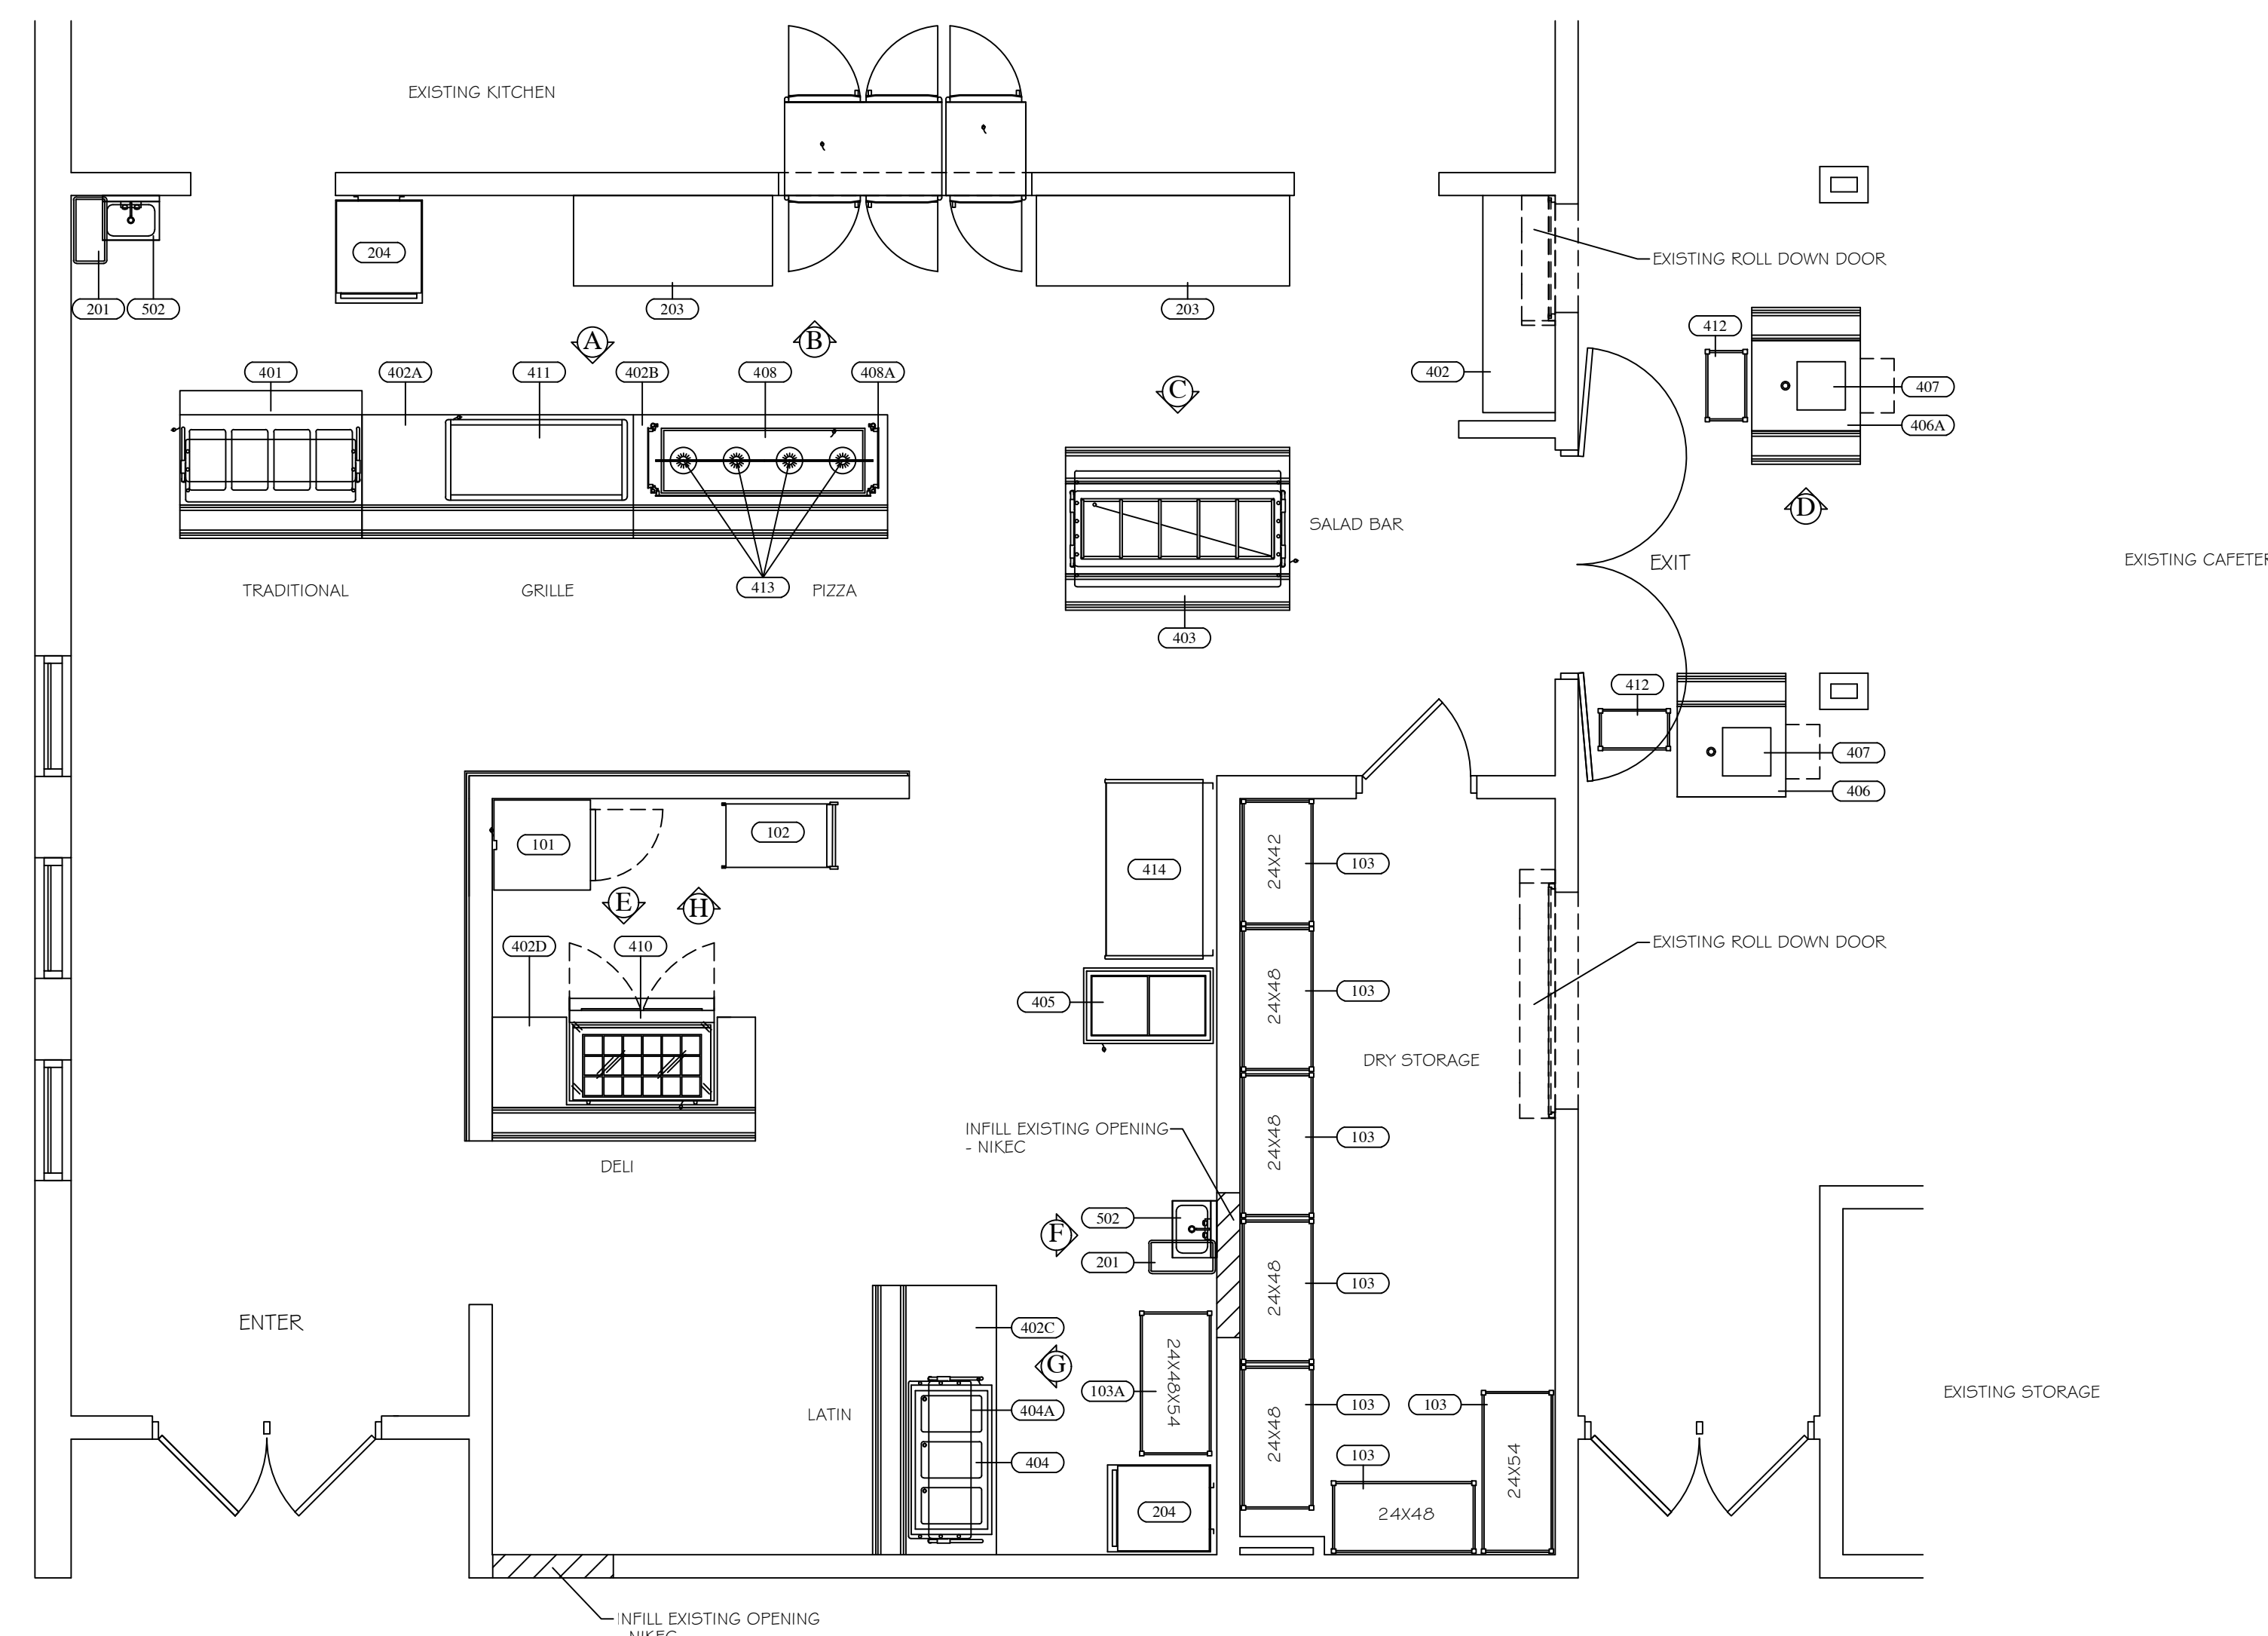 EXISTING KITCHEN
204
EXISTING ROLL DOWN DOOR
201
502
203
203
412
A
B
401
402A
411
402B
408
408A
402
C
407
406A
D
SALAD BAR
EXIT
EXISTING CAFETER
TRADITIONAL
GRILLE
413
PIZZA
403
412
407
406
101
102
414
24X42
103
E
H
402D
410
EXISTING ROLL DOWN DOOR
405
24X48
103
DRY STORAGE
INFILL EXISTING OPENING
- NIKEC
24X48
103
DELI
502
F
201
24X48
103
ENTER
402C
G
103A
24X48X54
24X48
103
103
EXISTING STORAGE
LATIN
404A
404
103
24X54
204
24X48
INFILL EXISTING OPENING
NIKEC